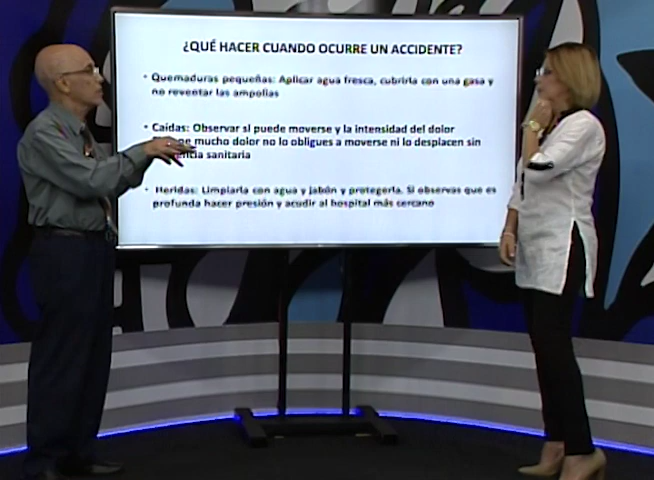 ¿QUÉ HACER CUANDO OCURRE UN ACCIDENTE?
• Quemaduras pequeñas: Aplicar agua fresca, cubrirla con una gasa y
no reventar las ampollas
Caídas: Observar si puede moverse y la intensidad del dolor
mucho dolor no lo obligues a moverse ni lo desplacen sin
sanitaria
• Heridas: Limpiarla con agua y jabón y protegerla. Si observas que es
profunda hacer presión y acudir al hospital más cercano